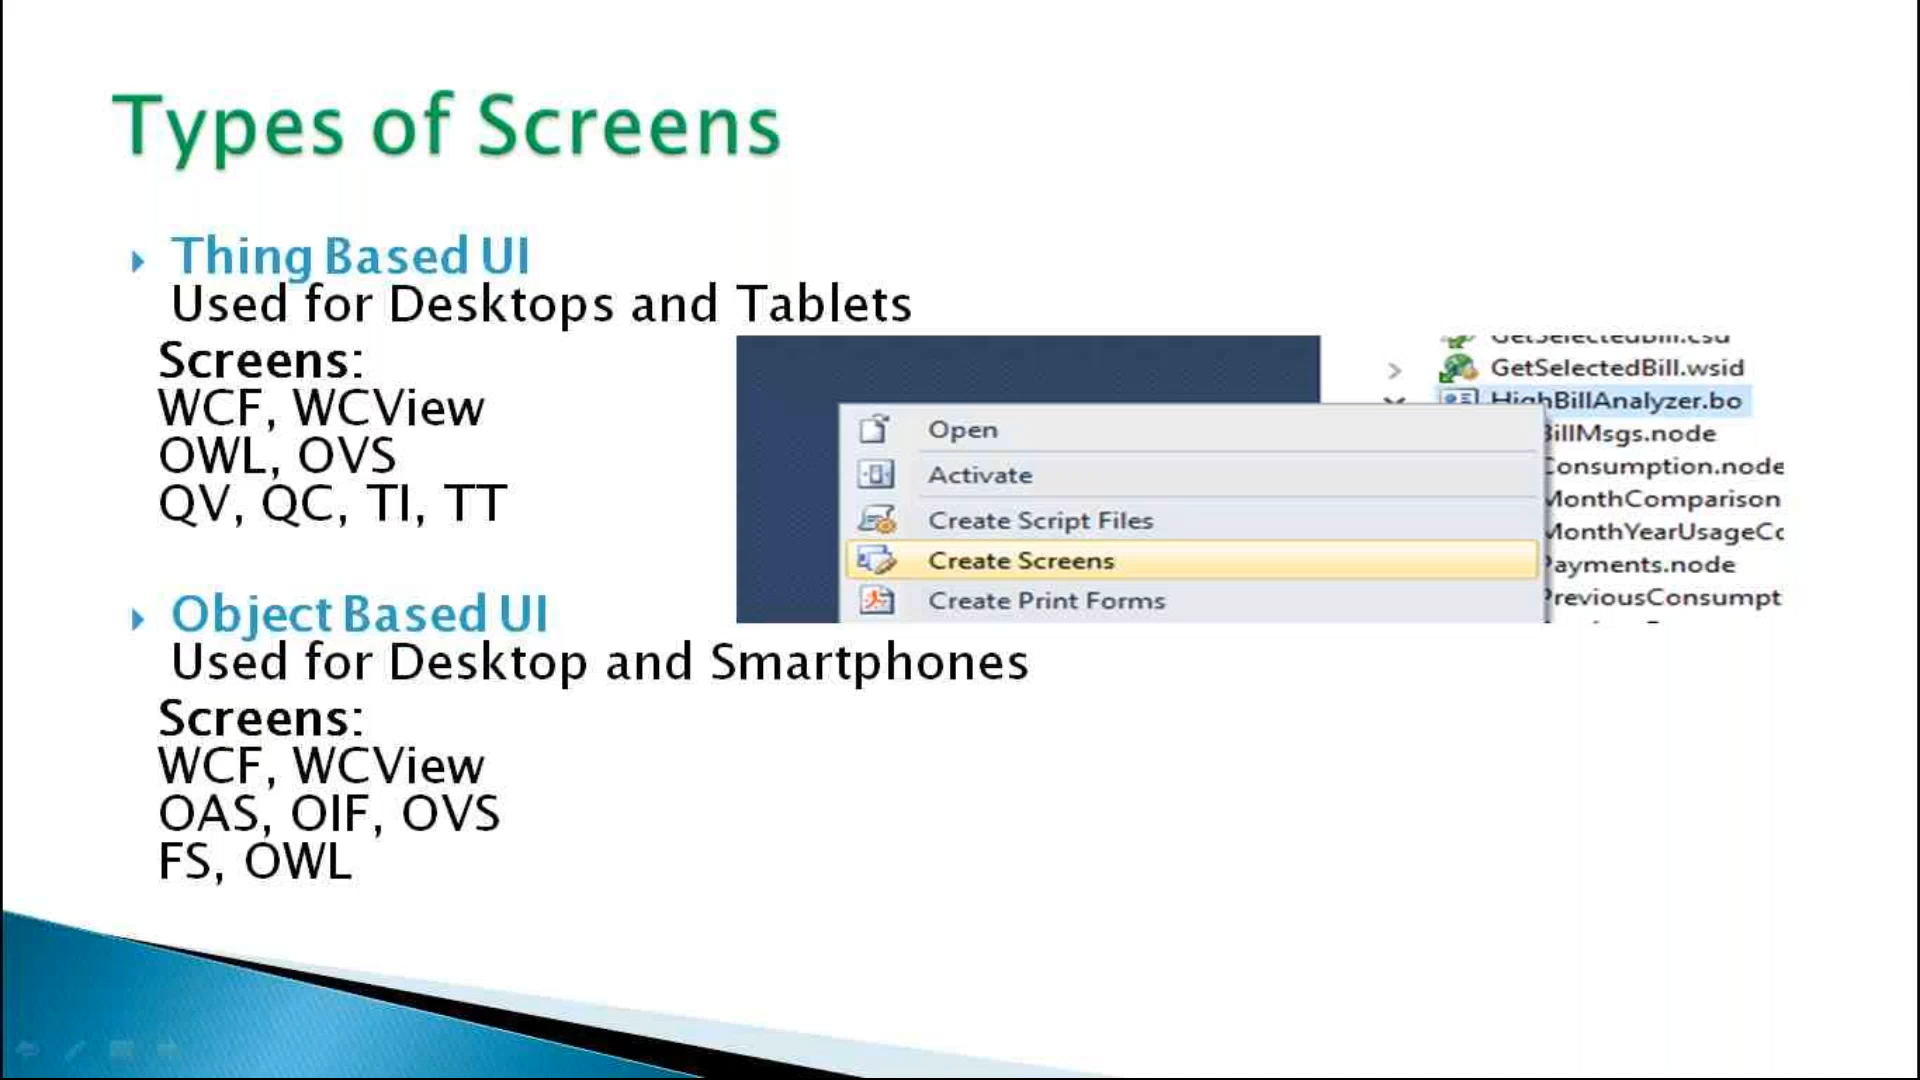 Types of Screens
Thing Based UI
Used for Desktops and Tablets
Screens:
WCF, WCView
OWL, OVS
QV, QC, TI, TT
Object Based UI
Used for Desktop and Smartphones
Screens:
WCF, WCView
OAS, OIF, OVS
FS, OWL
Open
Activate
Create Script Files
Create Screens
Create Print Forms
GetSelectedBill.wsid
HighBillAnalyzer.bo
BillMsgs.node
Consumption.node
MonthComparison
MonthYearUsageCo
Payments.node
PreviousConsumpt